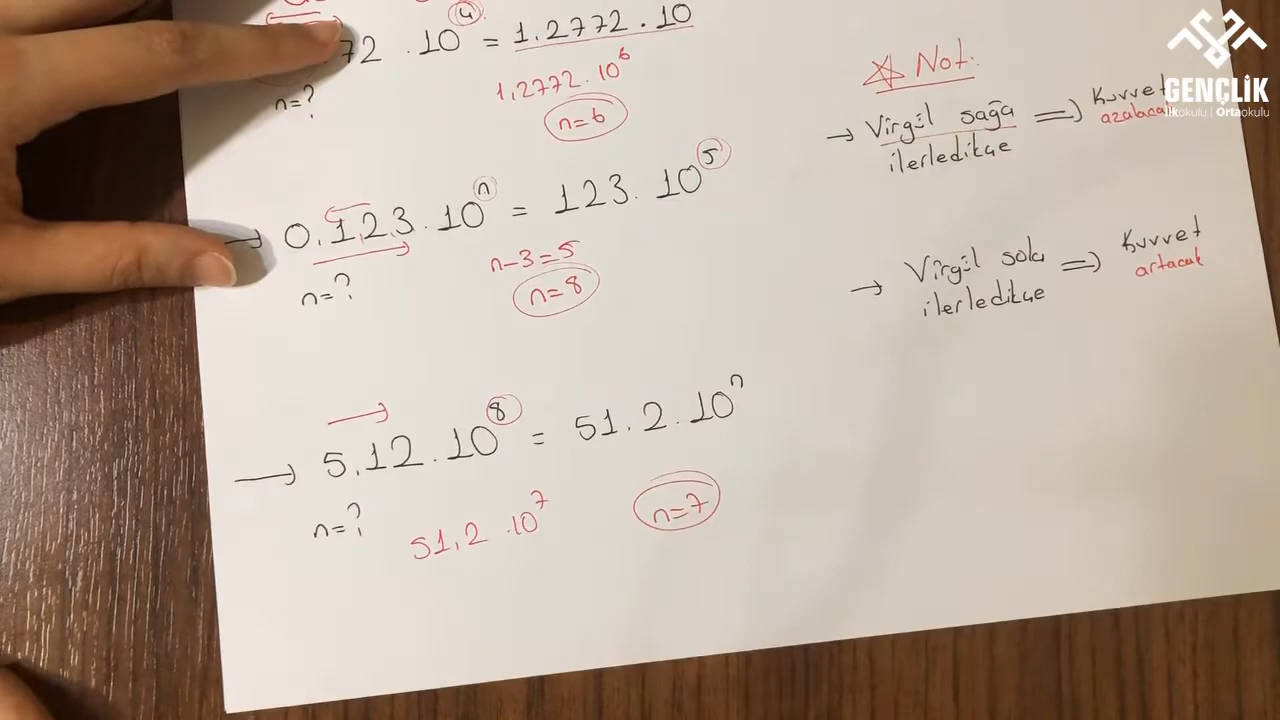 72 . 10⁴ = 1.2772 . 10
1,2772 . 10⁶
n=?
n=6
→ 0.123 . 10ⁿ = 123 . 10⁵
n-3=5
n=?
n=8
→ 5.12 . 10⁸ = 51.2 . 10ⁿ
n=?
51,2 . 10⁷
n=7
Not:
→ Virgül sağa ⇒ Kuvvet
ilerledikçe azalacak
→ Virgül sola ⇒ Kuvvet
ilerledikçe artacak
GENÇLİK
İlkokulu | Ortaokulu